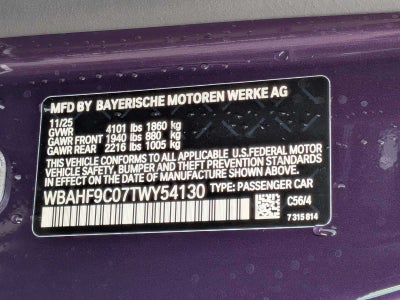 MFD BY BAYERISCHE MOTOREN WERKE AG
11/25
GVWR 4101 lbs 1860 kg
GAWR FRONT 1940 lbs 880 kg
GAWR REAR 2216 lbs 1005 kg
THIS VEHICLE CONFORMS TO ALL APPLICABLE U.S.FEDERAL MOTOR
VEHICLE SAFETY, BUMPER AND THEFT PREVENTION STANDARDS IN
EFFECT ON THE DATE OF MANUFACTURE SHOWN ABOVE.
WBAHF9C07TWY54130 TYPE: PASSENGER CAR
C56/4
7 315 814